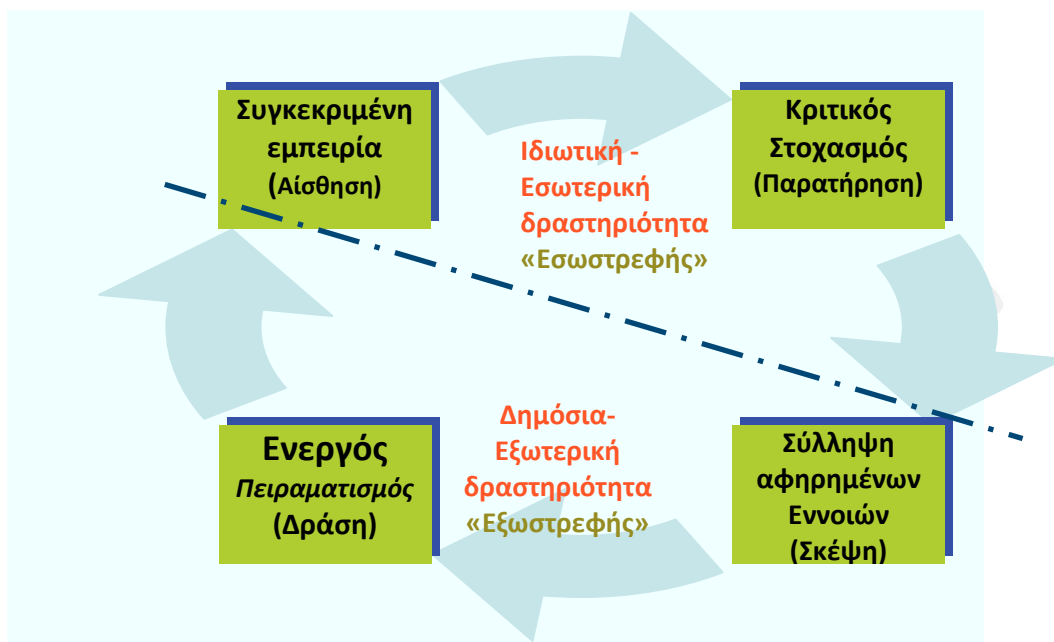 Συγκεκριμένη
εμπειρία
(Αίσθηση)
Ιδιωτική -
Εσωτερική
δραστηριότητα
«Εσωστρεφής»
Κριτικός
Στοχασμός
(Παρατήρηση)
Ενεργός
Πειραματισμός
(Δράση)
Δημόσια-
Εξωτερική
δραστηριότητα
«Εξωστρεφής»
Σύλληψη
αφηρημένων
Εννοιών
(Σκέψη)